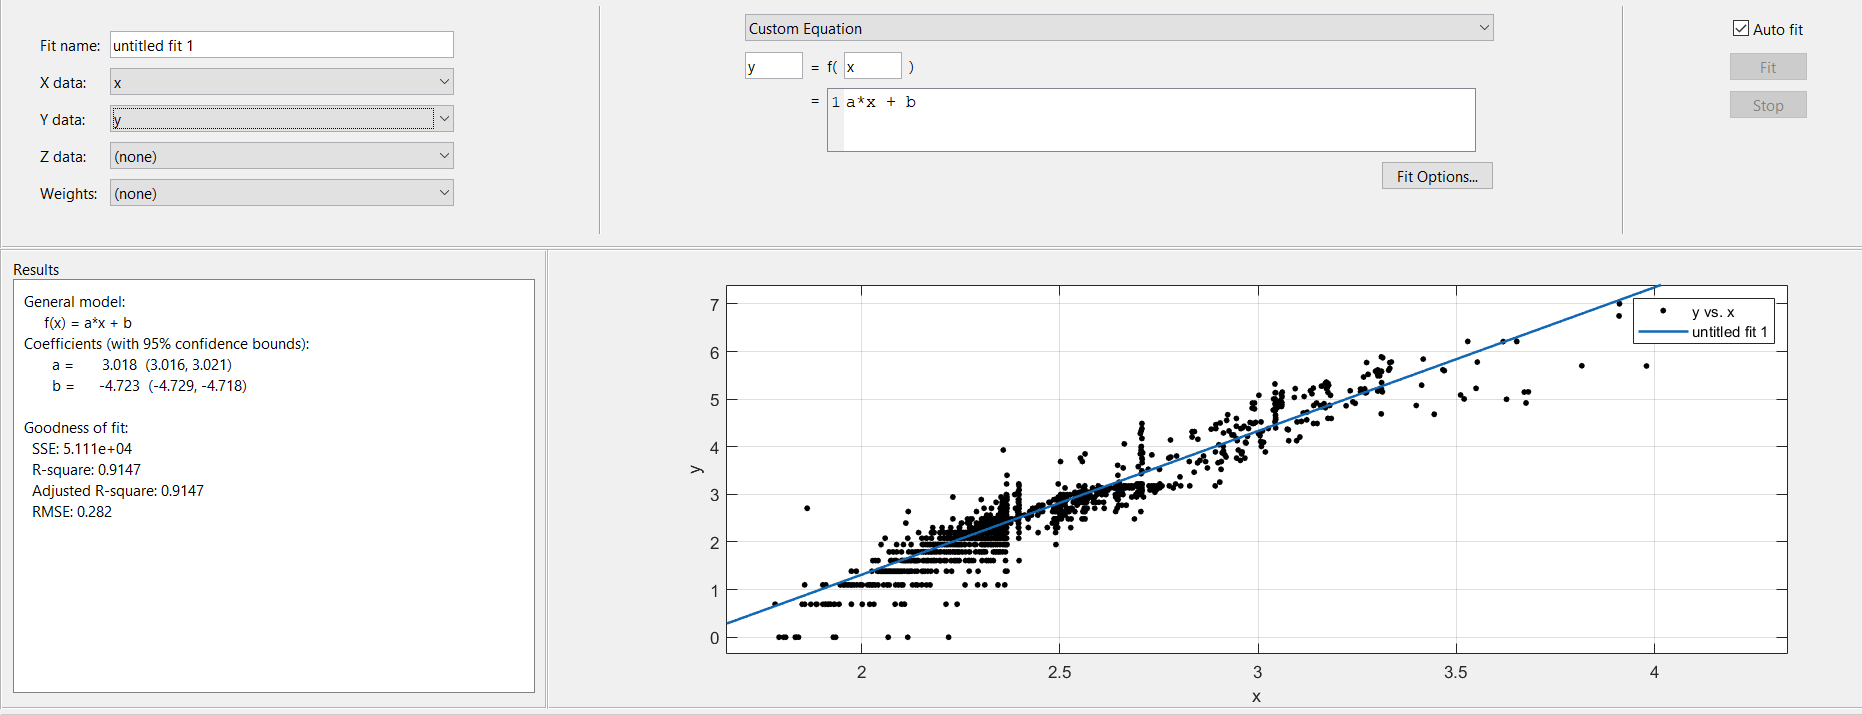 Fit name: untitled fit 1
X data: x
Y data: y
Z data: (none)
Weights: (none)
Custom Equation
y = f( x )
= 1 a*x + b
Fit Options...
Auto fit
Fit
Stop
Results
General model:
f(x) = a*x + b
Coefficients (with 95% confidence bounds):
a = 3.018 (3.016, 3.021)
b = -4.723 (-4.729, -4.718)
Goodness of fit:
SSE: 5.111e+04
R-square: 0.9147
Adjusted R-square: 0.9147
RMSE: 0.282
y vs. x
untitled fit 1
7
6
5
4
3
2
1
0
y
2 2.5 3 3.5 4
x